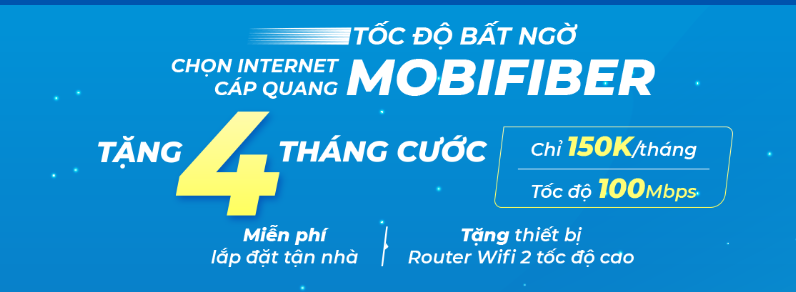 TỐC ĐỘ BẤT NGỜ
CHỌN INTERNET
CÁP QUANG
MOBIFIBER
TẶNG 4 THÁNG CƯỚC
Chỉ 150K/tháng
Tốc độ 100Mbps
Miễn phí
lắp đặt tận nhà
Tặng thiết bị
Router Wifi 2 tốc độ cao